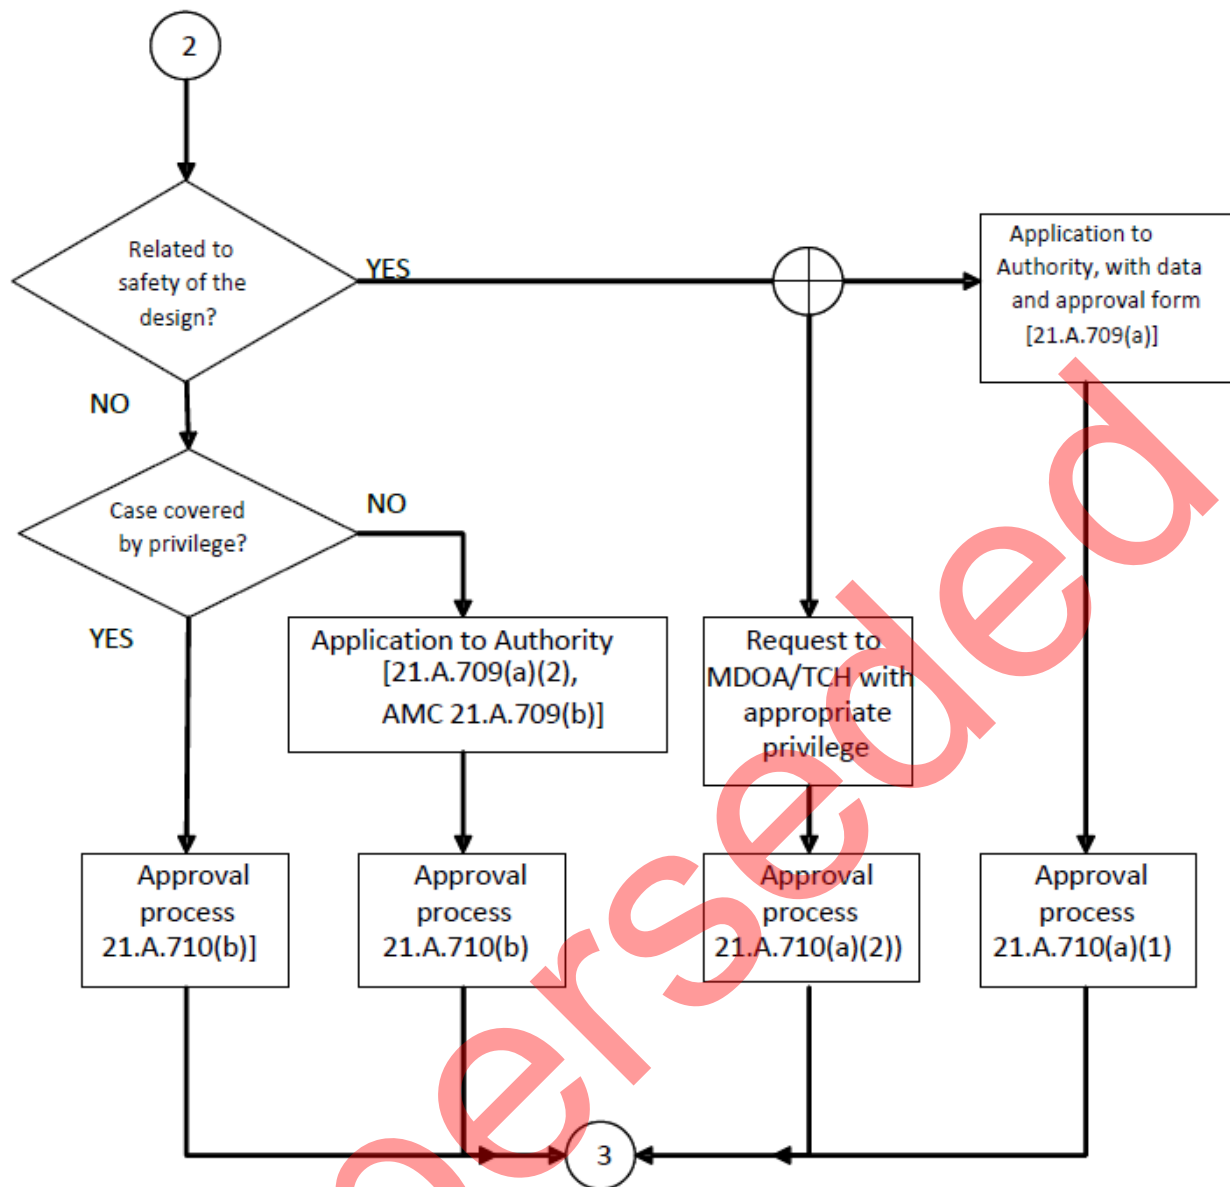 2
Related to
safety of the
design?
YES
Application to
Authority, with data
and approval form
[21.A.709(a)]
NO
Case covered
by privilege?
NO
YES
Application to Authority
[21.A.709(a)(2),
AMC 21.A.709(b)]
Request to
MDOA/TCH with
appropriate
privilege
Approval
process
21.A.710(b)]
Approval
process
21.A.710(b)
Approval
process
21.A.710(a)(2))
Approval
process
21.A.710(a)(1)
3
perseded